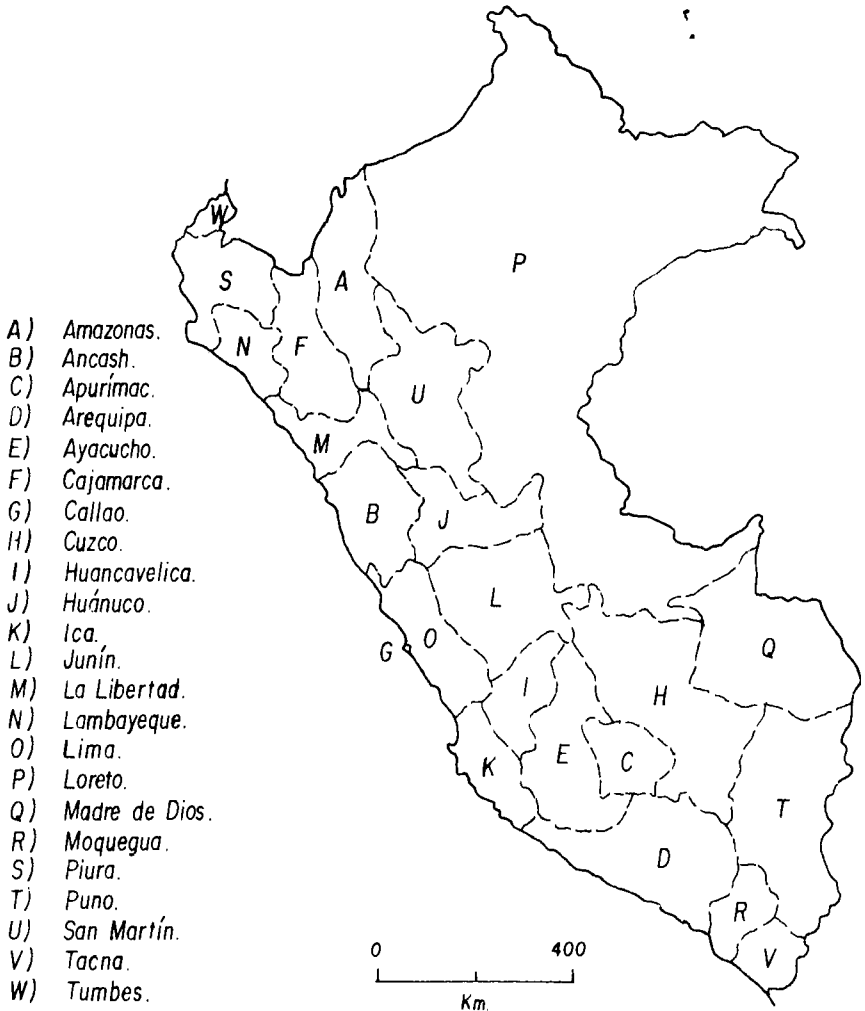 A) Amazonas.
B) Ancash.
C) Apurímac.
D) Arequipa.
E) Ayacucho.
F) Cajamarca.
G) Callao.
H) Cuzco.
I) Huancavelica.
J) Huánuco.
K) Ica.
L) Junín.
M) La Libertad.
N) Lambayeque.
O) Lima.
P) Loreto.
Q) Madre de Dios.
R) Moquegua.
S) Piura.
T) Puno.
U) San Martín.
V) Tacna.
W) Tumbes.
W
S
A
P
N
F
U
M
B
J
L
G
O
Q
I
H
K
E
C
T
D
R
V
0 400
Km.